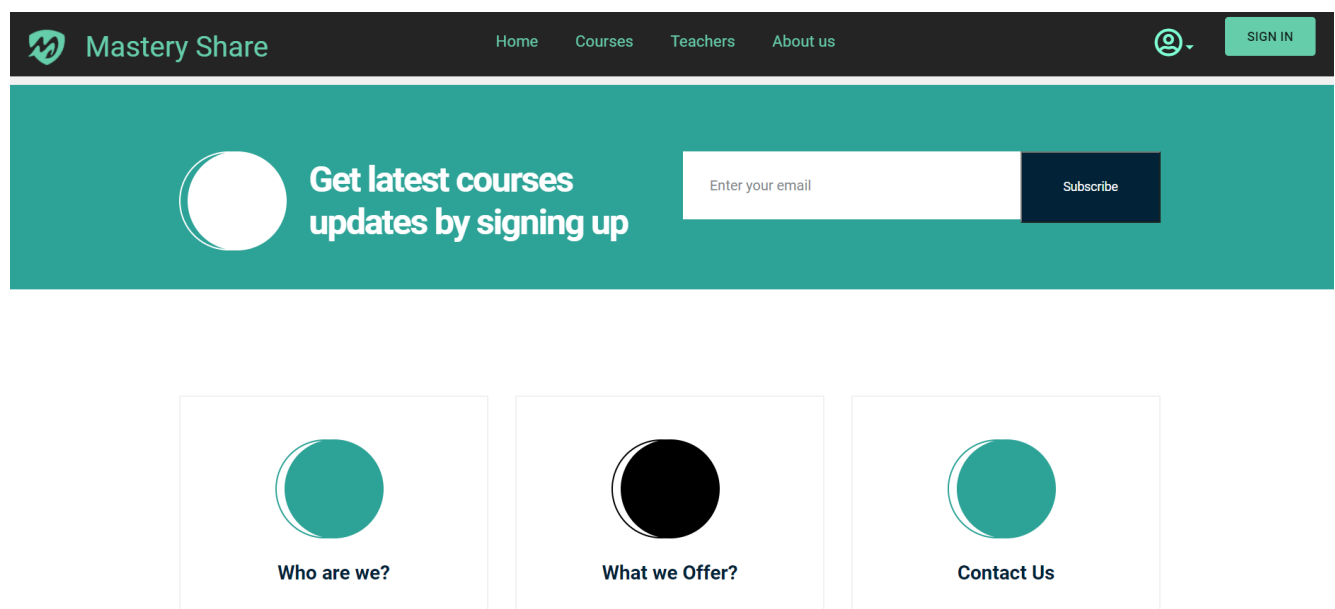 Mastery Share
Home
Courses
Teachers
About us
SIGN IN
Get latest courses
updates by signing up
Enter your email
Subscribe
Who are we?
What we Offer?
Contact Us